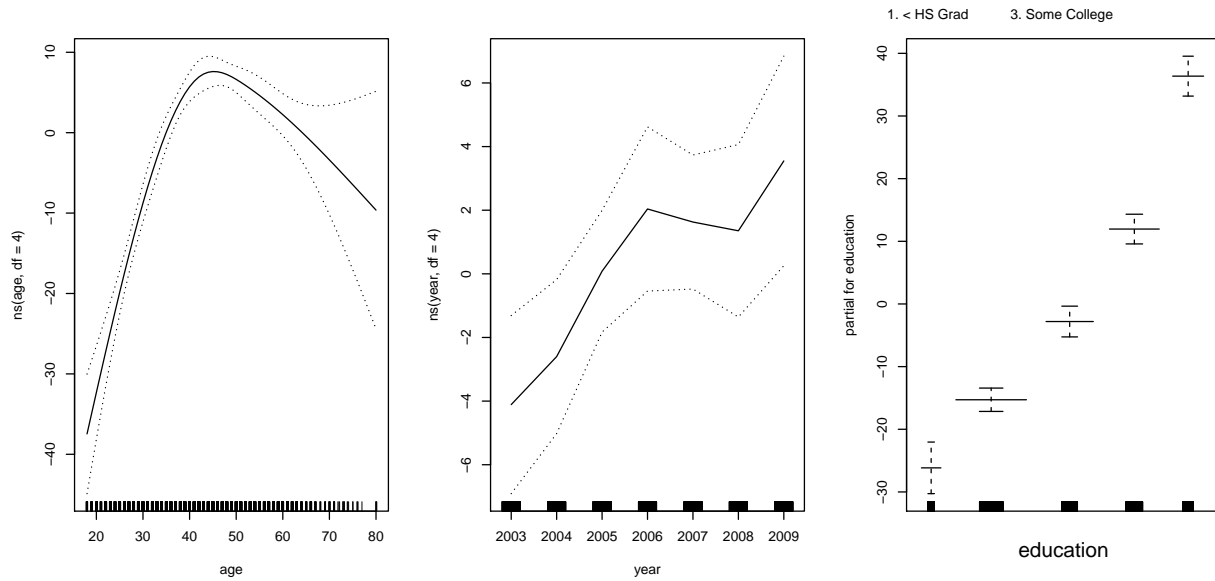 1. < HS Grad 3. Some College
10
0
−10
−20
−30
−40
ns(age, df = 4)
20 30 40 50 60 70 80
age
6
4
2
0
−2
−4
−6
ns(year, df = 4)
2003 2004 2005 2006 2007 2008 2009
year
40
30
20
10
0
−10
−20
−30
partial for education
education